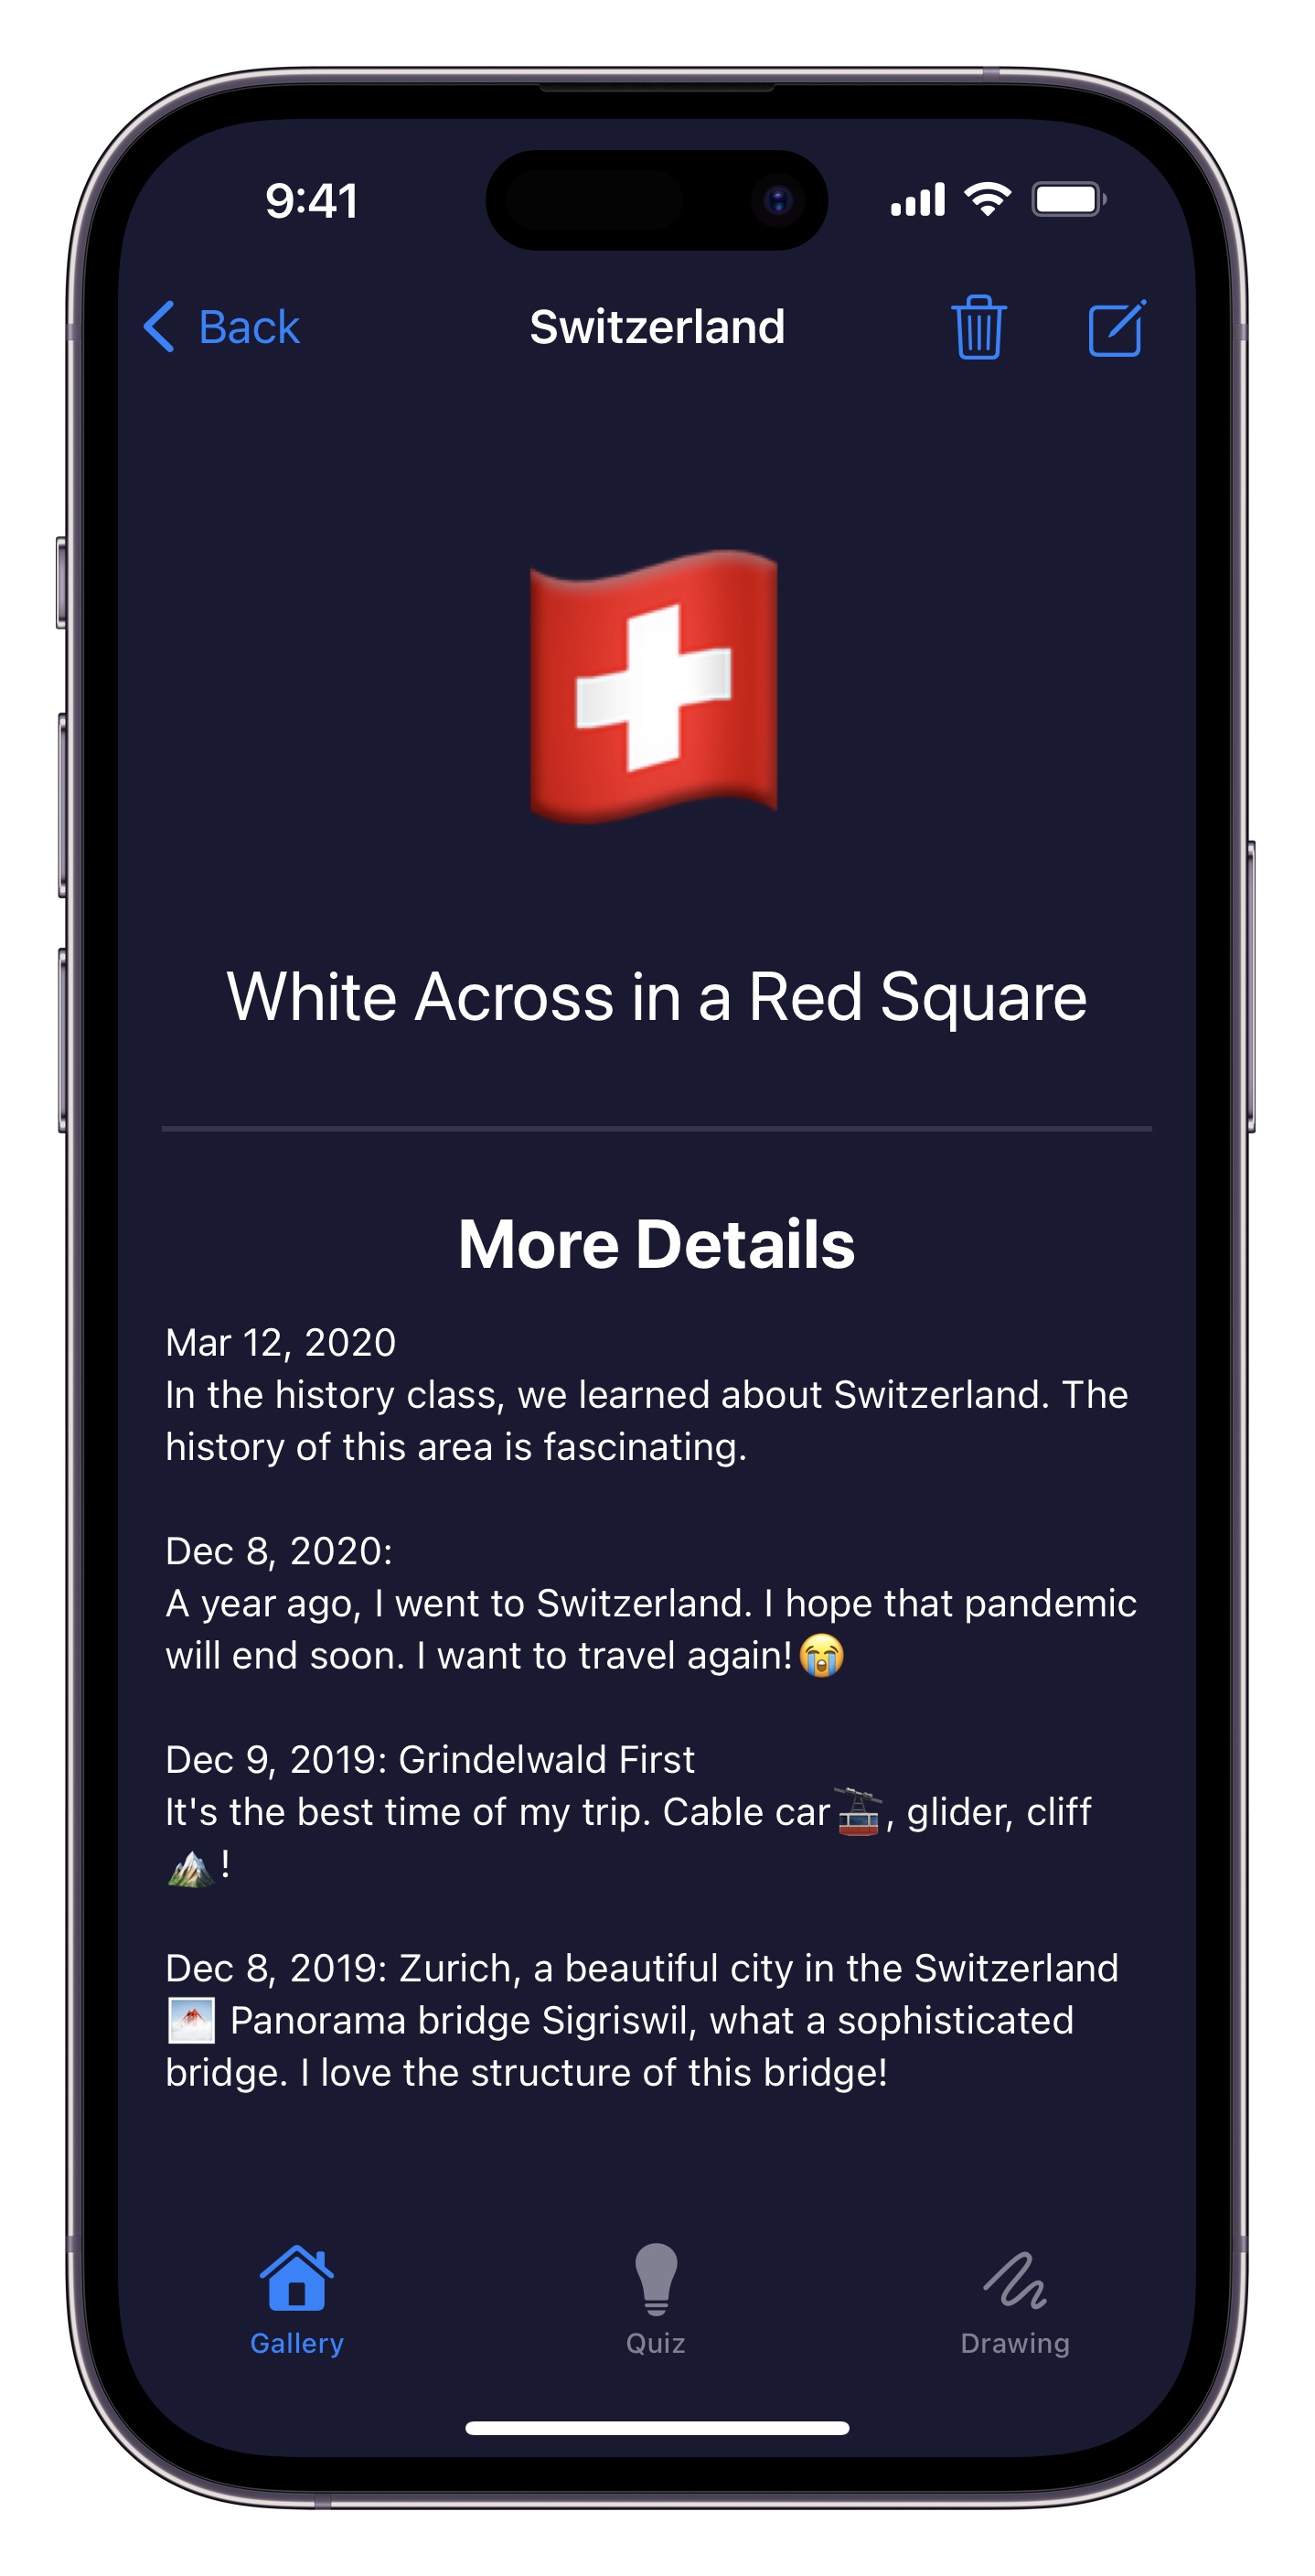 9:41
Back
Switzerland
White Across in a Red Square
More Details
Mar 12, 2020
In the history class, we learned about Switzerland. The
history of this area is fascinating.
Dec 8, 2020:
A year ago, I went to Switzerland. I hope that pandemic
will end soon. I want to travel again!😭
Dec 9, 2019: Grindelwald First
It's the best time of my trip. Cable car🚡, glider, cliff
⛰️!
Dec 8, 2019: Zurich, a beautiful city in the Switzerland
🖼️ Panorama bridge Sigriswil, what a sophisticated
bridge. I love the structure of this bridge!
Gallery
Quiz
Drawing